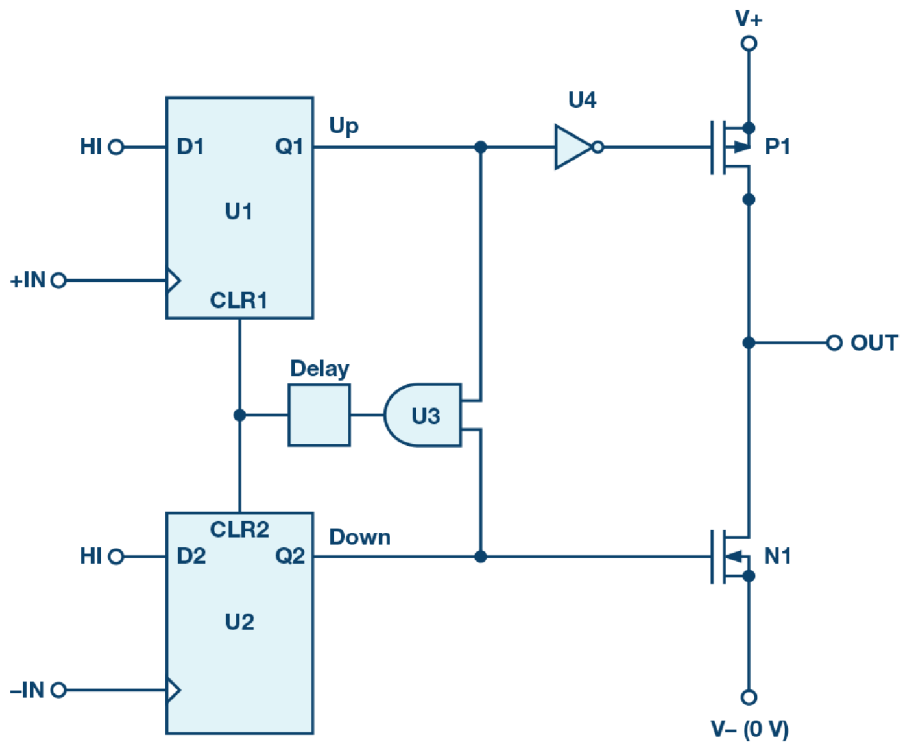 V+
U4
Up
HI
D1
Q1
P1
U1
+IN
CLR1
OUT
Delay
U3
CLR2
Down
HI
D2
Q2
N1
U2
–IN
V– (0 V)